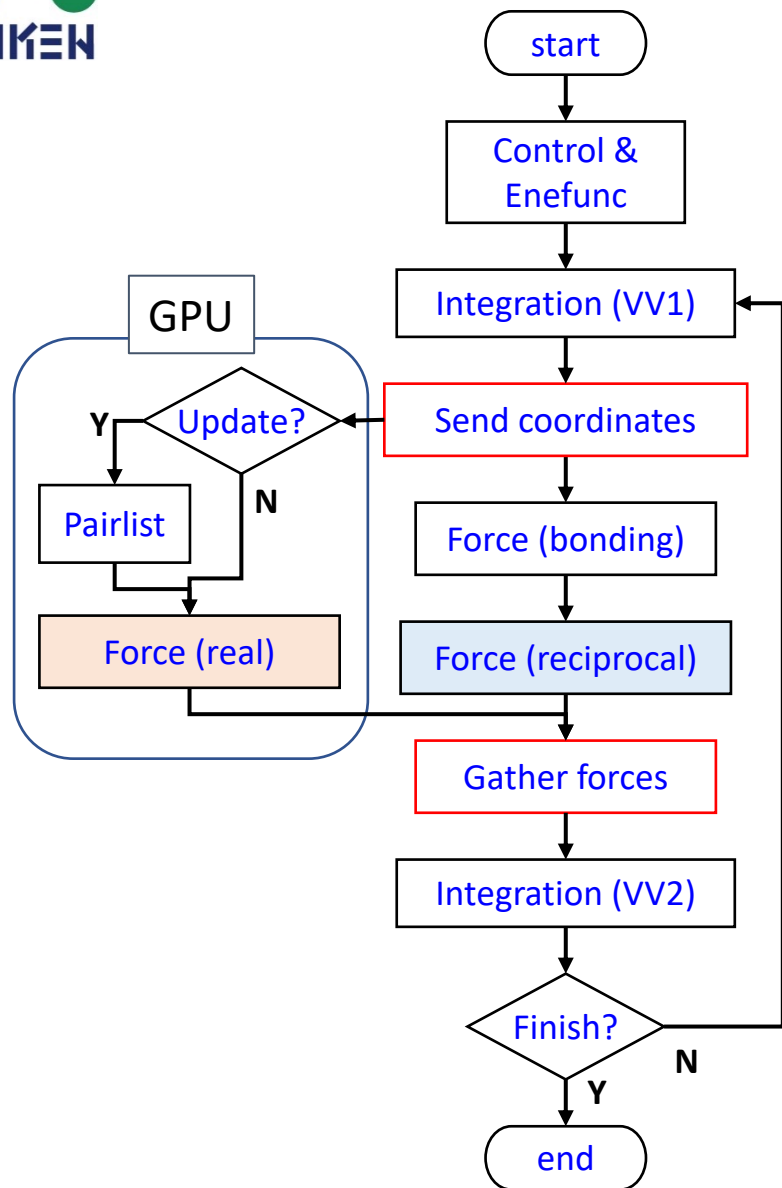 IKEN
start
Control &
Enefunc
Integration (VV1)
GPU
Update?
Send coordinates
Y
N
Pairlist
Force (bonding)
Force (real)
Force (reciprocal)
Gather forces
Integration (VV2)
Finish?
N
Y
end